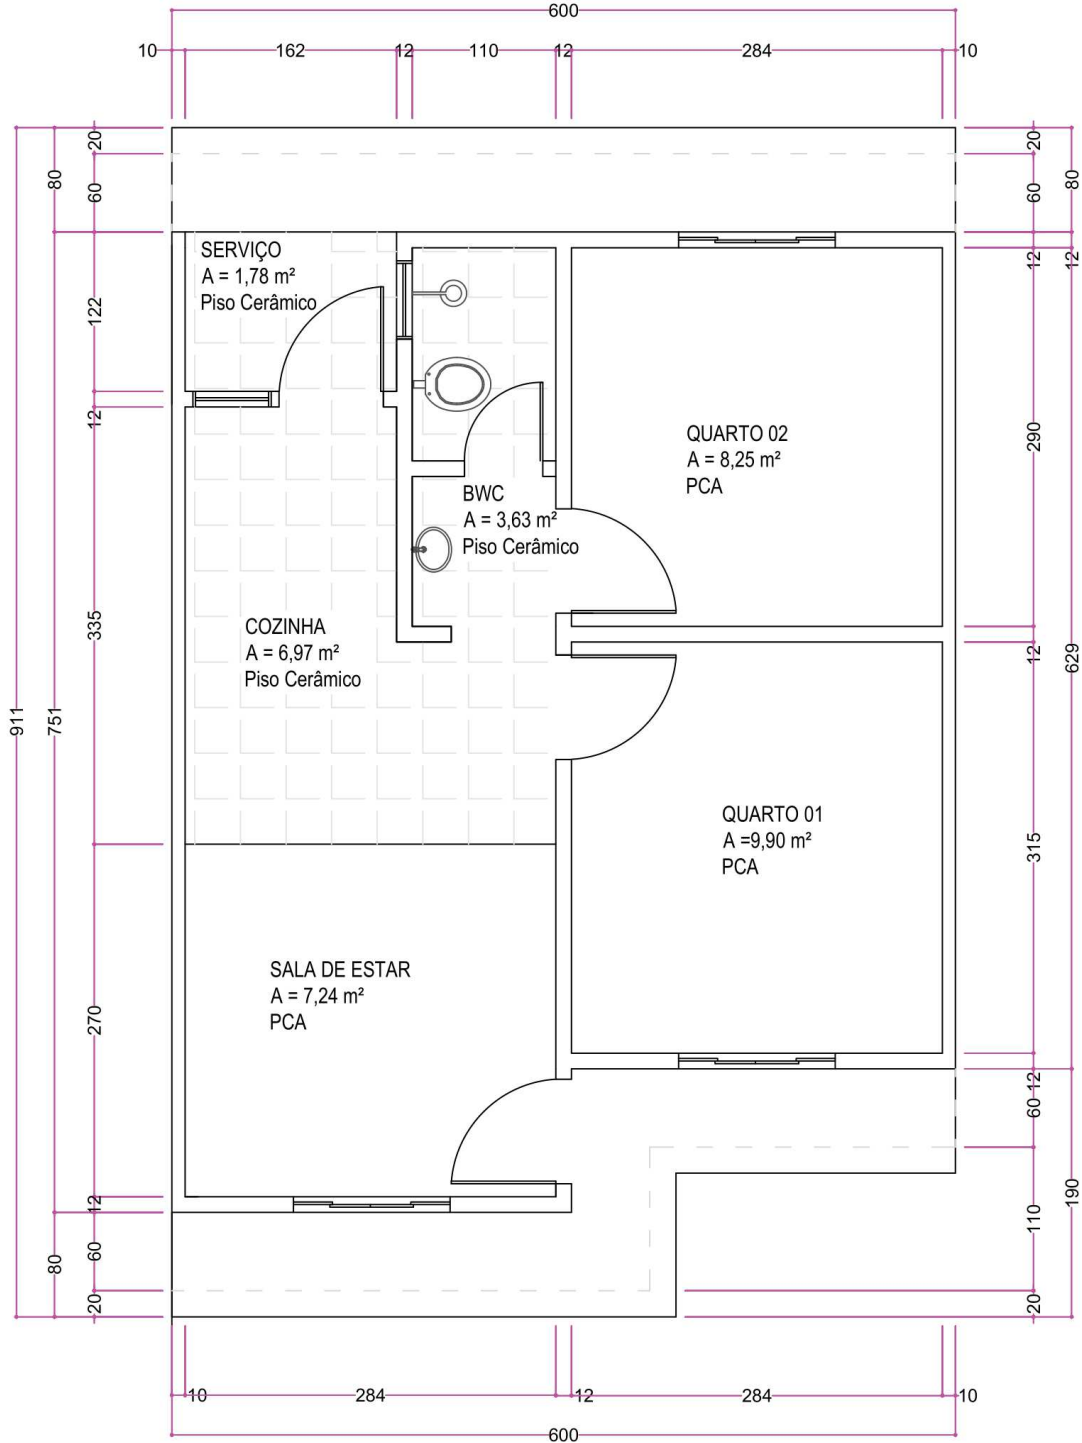 600
10 162 12 110 12 284 10
20
60
80
122
12
335
270
12
60
20
751
80
911
20
60
80
12
12
290
12
315
629
12
60
110
20
190
SERVIÇO
A = 1,78 m²
Piso Cerâmico
QUARTO 02
A = 8,25 m²
PCA
BWC
A = 3,63 m²
Piso Cerâmico
COZINHA
A = 6,97 m²
Piso Cerâmico
QUARTO 01
A =9,90 m²
PCA
SALA DE ESTAR
A = 7,24 m²
PCA
10 284 12 284 10
600